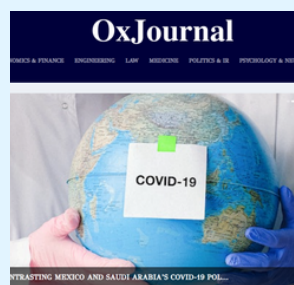 OxJournal
OMICS & FINANCE ENGINEERING LAW MEDICINE POLITICS & IR PSYCHOLOGY & NE
COVID-19
NTRASTING MEXICO AND SAUDI ARABIA'S COVID-19 POL...